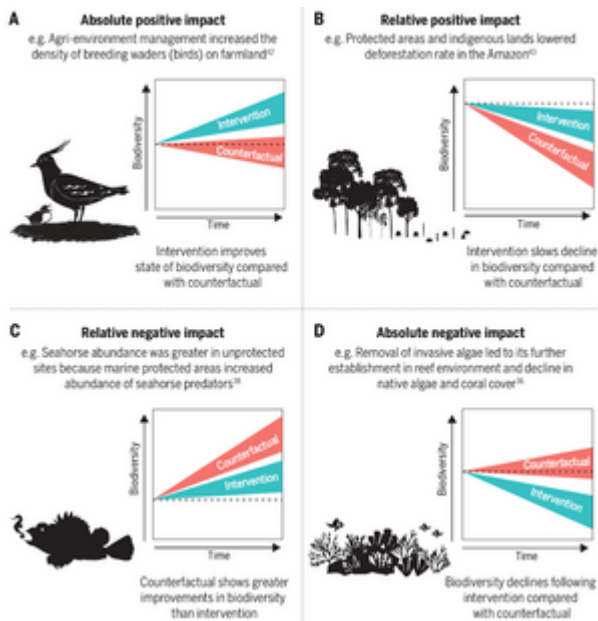 A Absolute positive impact
e.g. Agri-environment management increased the
density of breeding waders (birds) on farmland
Biodiversity
Intervention
Counterfactual
Time
Intervention improves
state of biodiversity compared
with counterfactual
B Relative positive impact
e.g. Protected areas and indigenous lands lowered
deforestation rate in the Amazon
Biodiversity
Intervention
Counterfactual
Time
Intervention slows decline
in biodiversity compared
with counterfactual
C Relative negative impact
e.g. Seahorse abundance was greater in unprotected
sites because marine protected areas increased
abundance of seahorse predators
Biodiversity
Counterfactual
Intervention
Time
Counterfactual shows greater
improvements in biodiversity
than intervention
D Absolute negative impact
e.g. Removal of invasive algae led to its further
establishment in reef environment and decline in
native algae and coral cover
Biodiversity
Counterfactual
Intervention
Time
Biodiversity declines following
intervention compared
with counterfactual